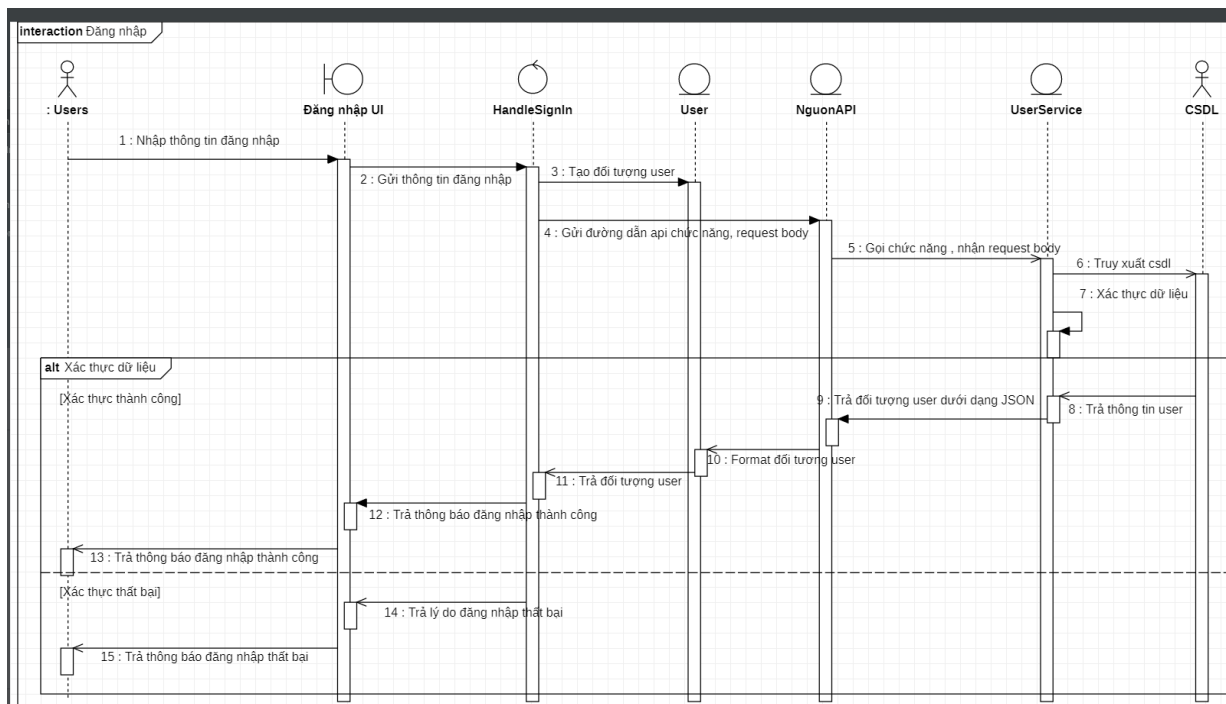 interaction Đăng nhập
: Users
Đăng nhập UI
HandleSignIn
User
NguonAPI
UserService
CSDL
1 : Nhập thông tin đăng nhập
2 : Gửi thông tin đăng nhập
3 : Tạo đối tượng user
4 : Gửi đường dẫn api chức năng, request body
5 : Gọi chức năng , nhận request body
6 : Truy xuất csdl
7 : Xác thực dữ liệu
alt Xác thực dữ liệu
[Xác thực thành công]
8 : Trả thông tin user
9 : Trả đối tượng user dưới dạng JSON
10 : Format đối tượng user
11 : Trả đối tượng user
12 : Trả thông báo đăng nhập thành công
13 : Trả thông báo đăng nhập thành công
[Xác thực thất bại]
14 : Trả lý do đăng nhập thất bại
15 : Trả thông báo đăng nhập thất bại